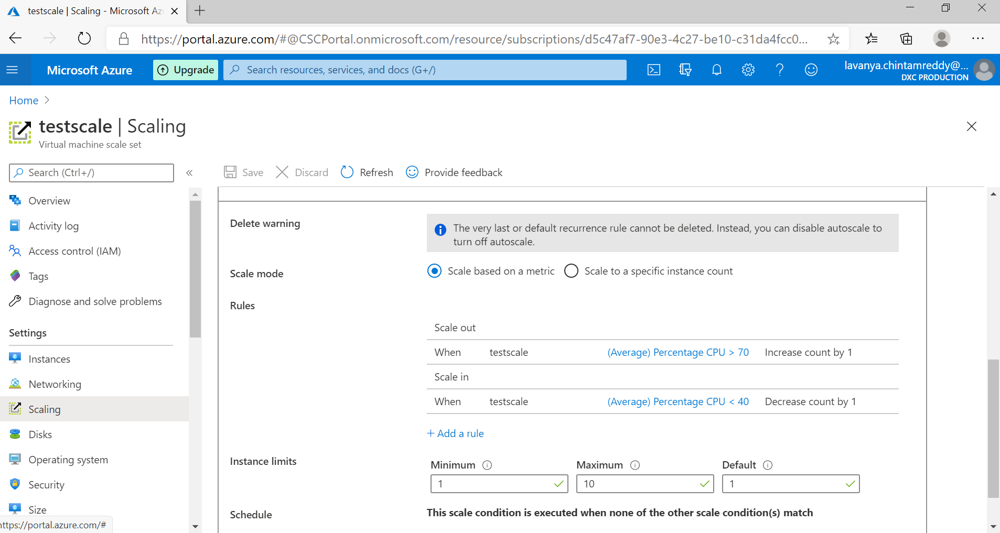 testscale | Scaling - Microsoft Az
https://portal.azure.com/#@CSCPortal.onmicrosoft.com/resource/subscriptions/d5c47af7-90e3-4c27-be10-c31da4fcc0...
Microsoft Azure
Upgrade
Search resources, services, and docs (G+/)
lavanya.chintamreddy@...
DXC PRODUCTION
Home >
testscale | Scaling
Virtual machine scale set
Search (Ctrl+/)
«
Save
Discard
Refresh
Provide feedback
Overview
Activity log
Access control (IAM)
Tags
Diagnose and solve problems
Settings
Instances
Networking
Scaling
Disks
Operating system
Security
Size
https://portal.azure.com/#
Delete warning
The very last or default recurrence rule cannot be deleted. Instead, you can disable autoscale to
turn off autoscale.
Scale mode
Scale based on a metric
Scale to a specific instance count
Rules
Scale out
When testscale (Average) Percentage CPU > 70 Increase count by 1
Scale in
When testscale (Average) Percentage CPU < 40 Decrease count by 1
+ Add a rule
Instance limits
Minimum
Maximum
Default
1
10
1
Schedule
This scale condition is executed when none of the other scale condition(s) match